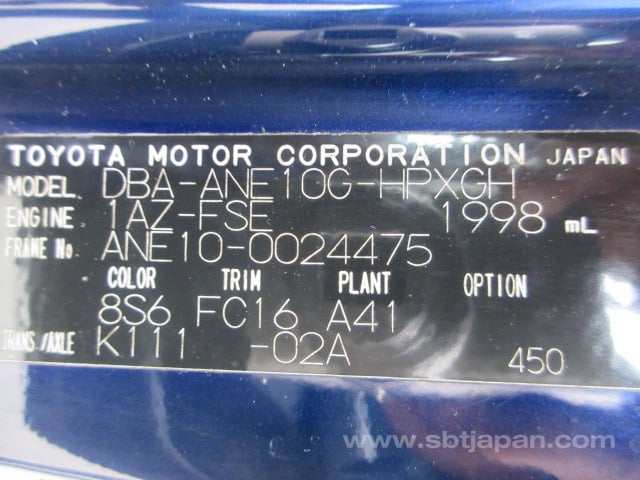 TOYOTA MOTOR CORPORATION JAPAN
MODEL DBA-ANE10G-HPXGH
ENGINE 1AZ-FSE 1998 mL
FRAME No ANE10-0024475
COLOR TRIM PLANT OPTION
8S6 FC16 A41
TRANS./AXLE K111 -02A 450
www.sbtjapan.com